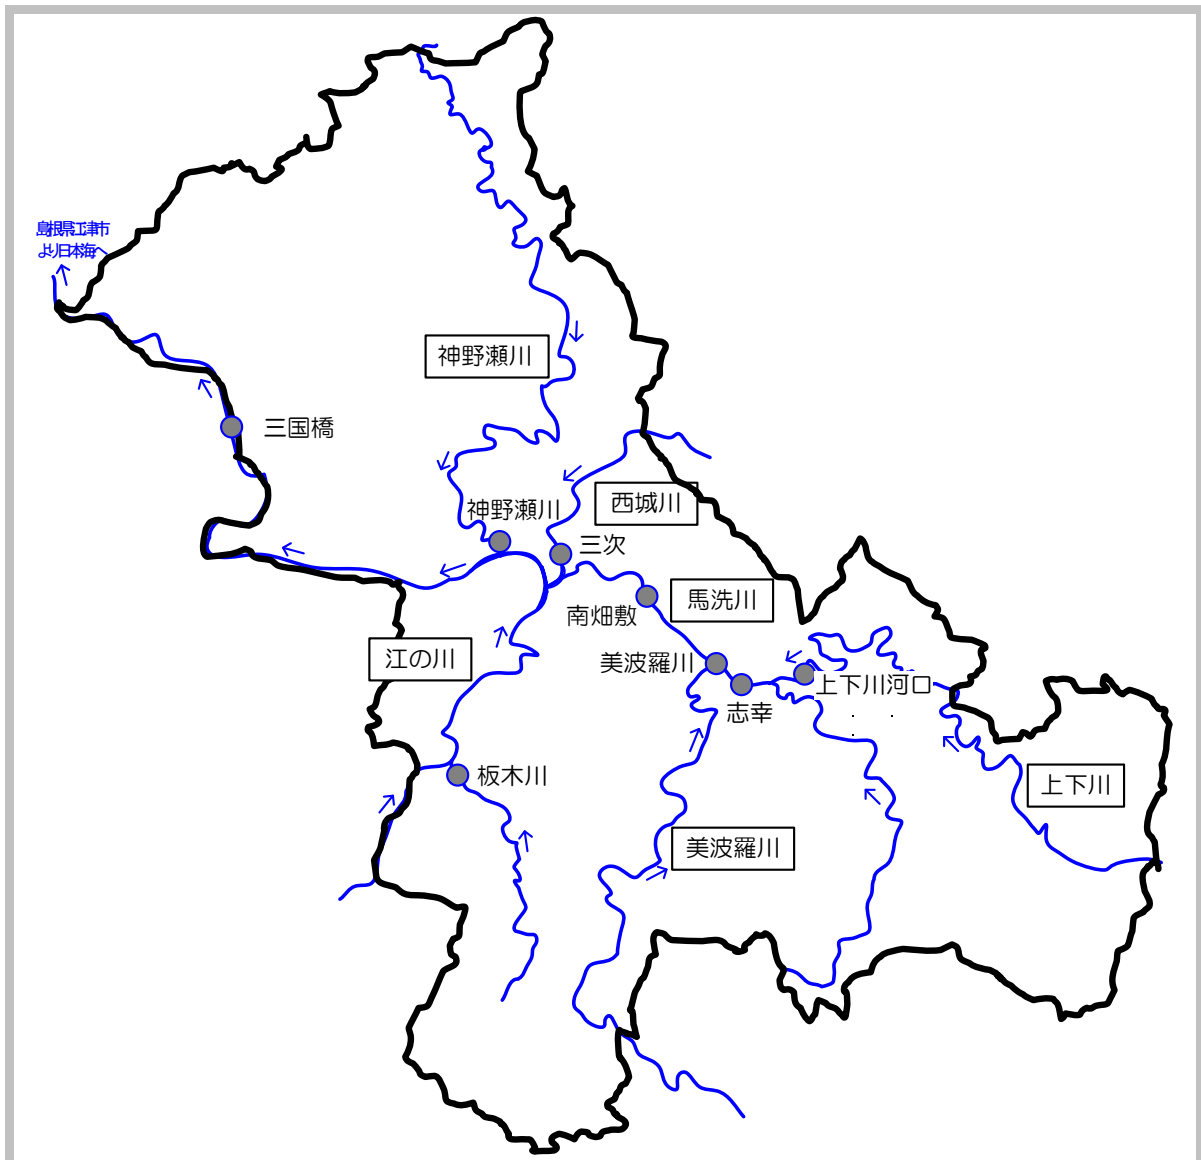 島根県江津市
より日本海へ
神野瀬川
三国橋
神野瀬川
西城川
三次
馬洗川
南畑敷
江の川
美波羅川
上下川河口
志幸
板木川
上下川
美波羅川